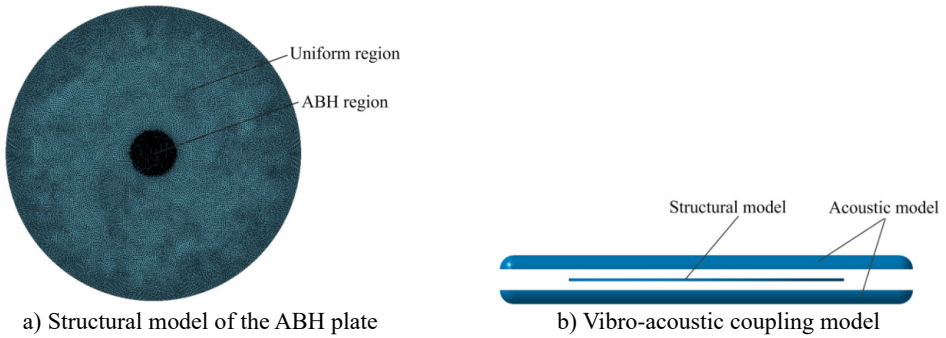 Uniform region
ABH region
a) Structural model of the ABH plate
Structural model
Acoustic model
b) Vibro-acoustic coupling model